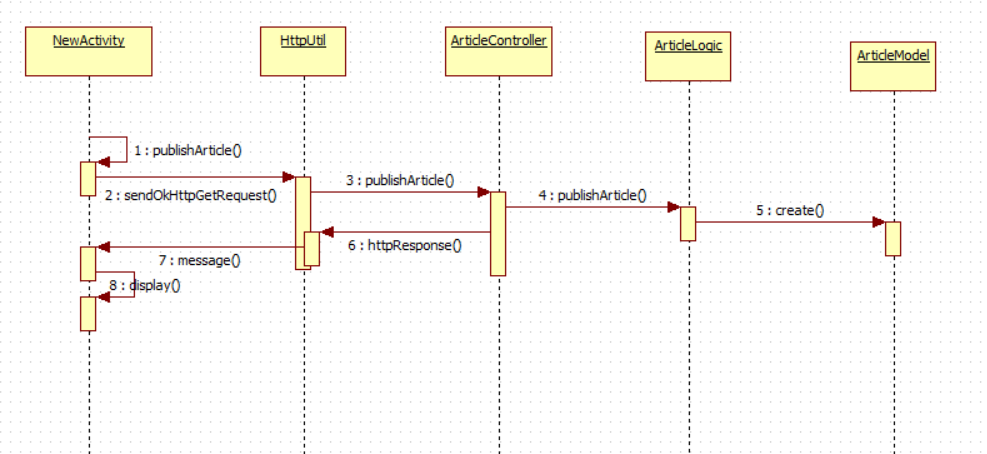 NewActivity
HttpUtil
ArticleController
ArticleLogic
ArticleModel
1 : publishArticle()
2 : sendOkHttpGetRequest()
3 : publishArticle()
4 : publishArticle()
5 : create()
6 : httpResponse()
7 : message()
8 : display()